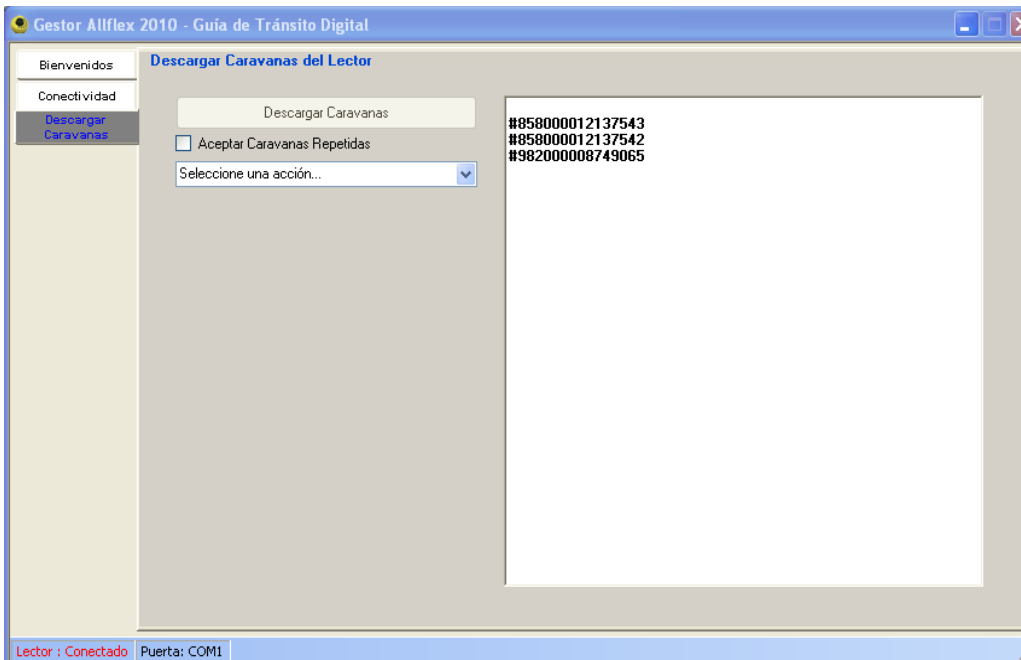 Gestor Allflex 2010 - Guía de Tránsito Digital
Bienvenidos
Conectividad
Descargar
Caravanas
Descargar Caravanas del Lector
Descargar Caravanas
Aceptar Caravanas Repetidas
Seleccione una acción...
#858000012137543
#858000012137542
#982000008749065
Lector : Conectado
Puerta: COM1